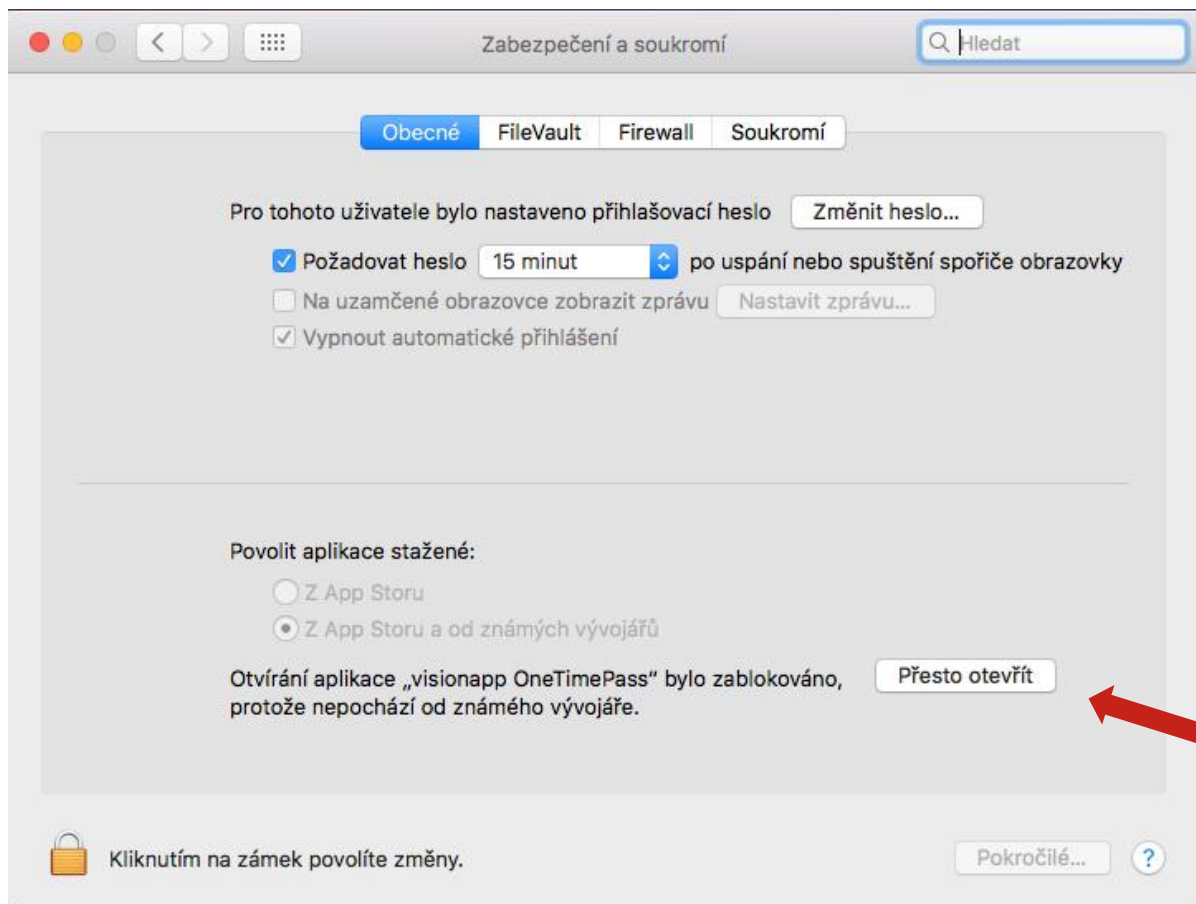 Zabezpečení a soukromí
Hledat
Obecné FileVault Firewall Soukromí
Pro tohoto uživatele bylo nastaveno přihlašovací heslo Změnit heslo...
Požadovat heslo 15 minut po uspání nebo spuštění spořiče obrazovky
Na uzamčené obrazovce zobrazit zprávu Nastavit zprávu...
Vypnout automatické přihlášení
Povolit aplikace stažené:
Z App Storu
Z App Storu a od známých vývojářů
Otvírání aplikace „visionapp OneTimePass“ bylo zablokováno,
protože nepochází od známého vývojáře.
Přesto otevřít
Kliknutím na zámek povolíte změny.
Pokročilé... ?